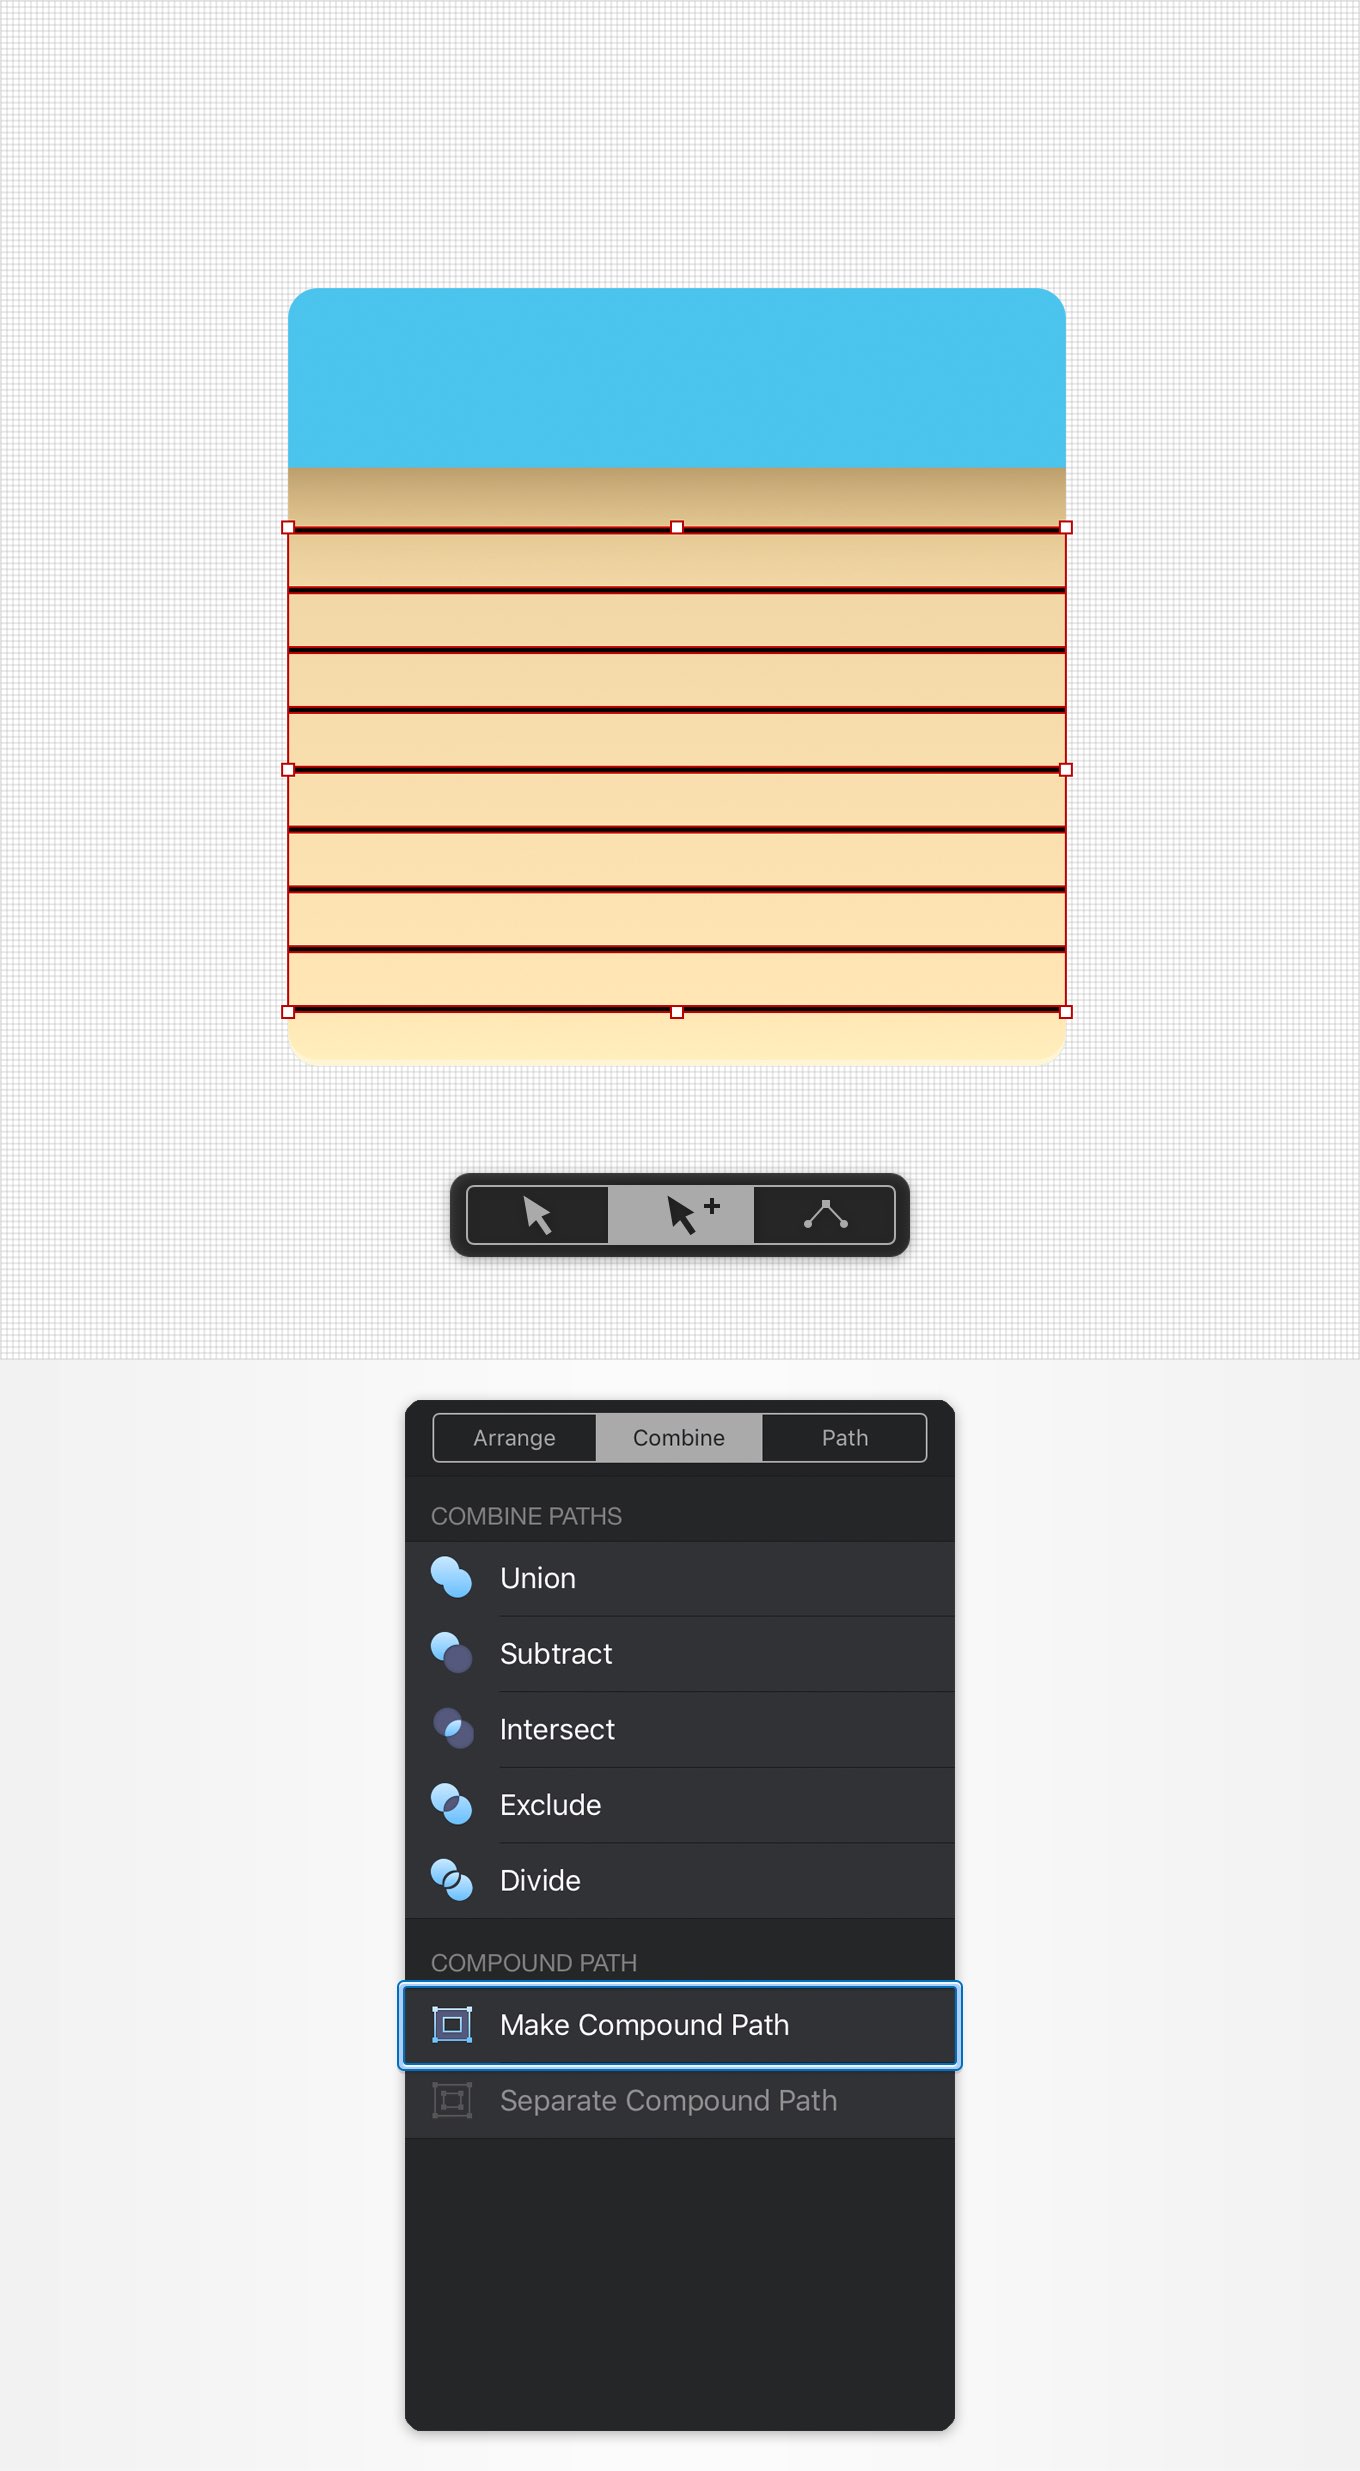 Arrange
Combine
Path
COMBINE PATHS
Union
Subtract
Intersect
Exclude
Divide
COMPOUND PATH
Make Compound Path
Separate Compound Path